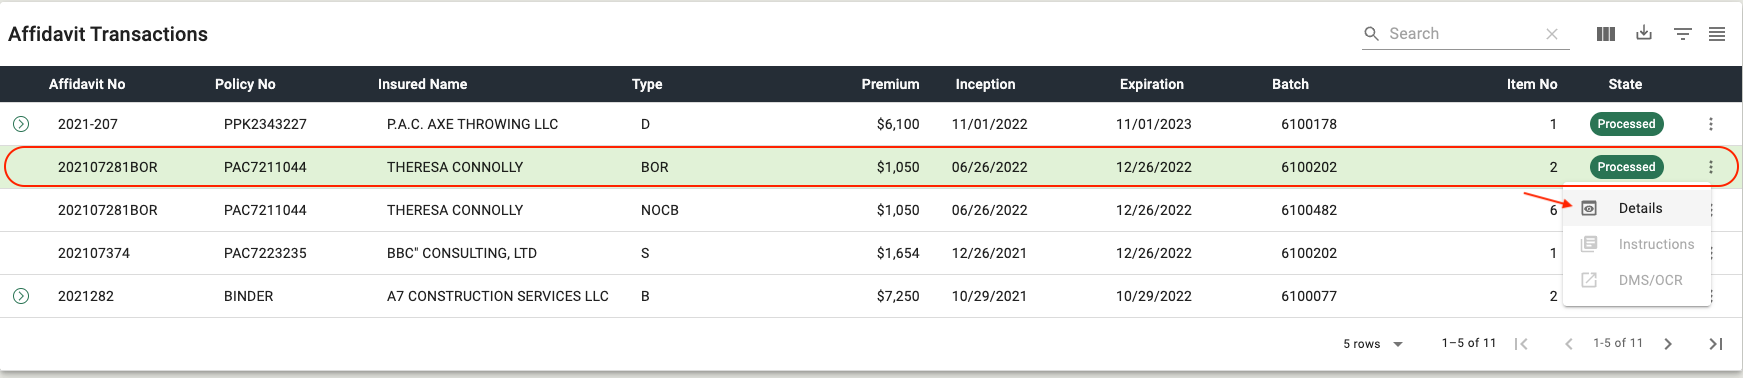 Affidavit Transactions Search
Affidavit No Policy No Insured Name Type Premium Inception Expiration Batch Item No State
2021-207 PPK2343227 P.A.C. AXE THROWING LLC D $6,100 11/01/2022 11/01/2023 6100178 1 Processed
202107281BOR PAC7211044 THERESA CONNOLLY BOR $1,050 06/26/2022 12/26/2022 6100202 2 Processed
202107281BOR PAC7211044 THERESA CONNOLLY NOCB $1,050 06/26/2022 12/26/2022 6100482 6
Details
Instructions
DMS/OCR
202107374 PAC7223235 BBC" CONSULTING, LTD S $1,654 12/26/2021 12/26/2022 6100202 1
2021282 BINDER A7 CONSTRUCTION SERVICES LLC B $7,250 10/29/2021 10/29/2022 6100077 2
5 rows 1–5 of 11 1-5 of 11